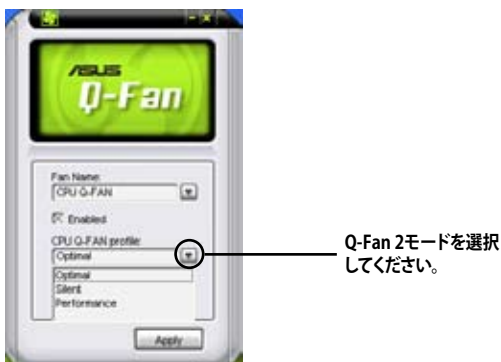 ASUS
Q-Fan
Fan Name:
CPU Q-FAN
Enabled
CPU Q-FAN profile:
Optimal
Optimal
Silent
Performance
Apply
Q-Fan 2モードを選択
してください。